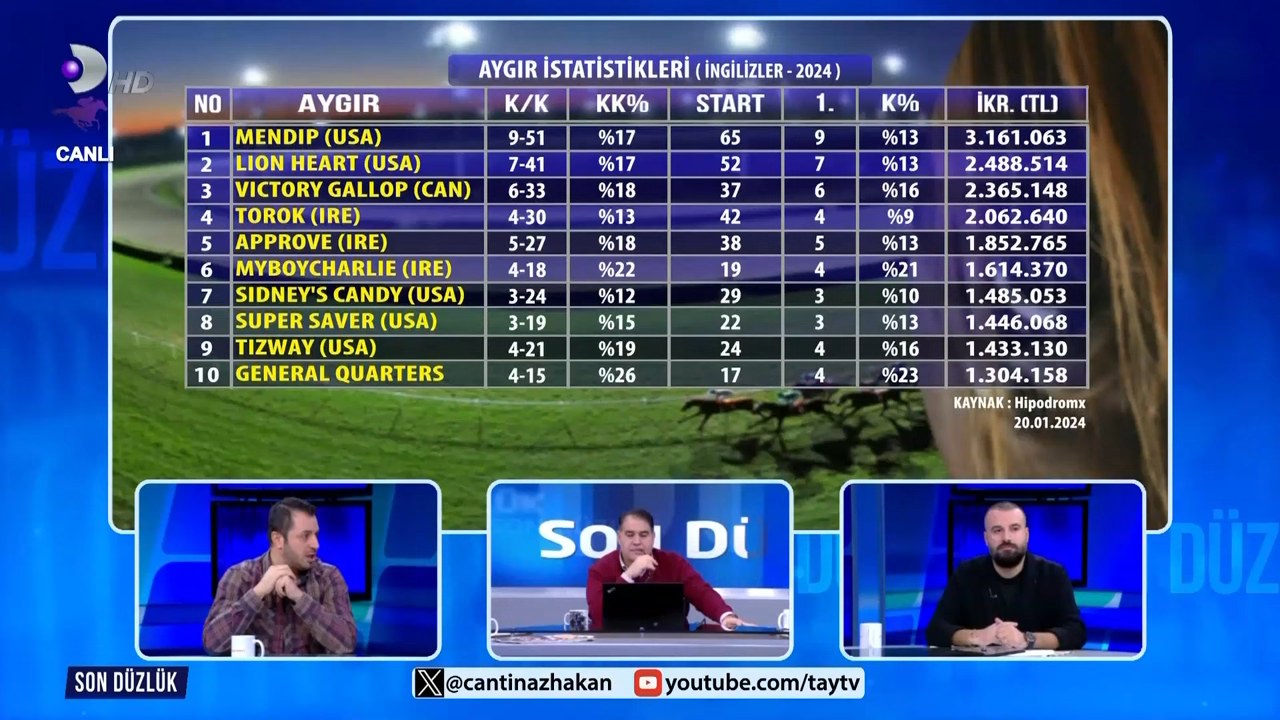 HD
CANLI
AYGIR İSTATİSTİKLERİ ( İNGİLİZLER - 2024 )
NO AYGIR K/K KK% START 1. K% İKR. (TL)
1 MENDIP (USA) 9-51 %17 65 9 %13 3.161.063
2 LION HEART (USA) 7-41 %17 52 7 %13 2.488.514
3 VICTORY GALLOP (CAN) 6-33 %18 37 6 %16 2.365.148
4 TOROK (IRE) 4-30 %13 42 4 %9 2.062.640
5 APPROVE (IRE) 5-27 %18 38 5 %13 1.852.765
6 MYBOYCHARLIE (IRE) 4-18 %22 19 4 %21 1.614.370
7 SIDNEY'S CANDY (USA) 3-24 %12 29 3 %10 1.485.053
8 SUPER SAVER (USA) 3-19 %15 22 3 %13 1.446.068
9 TIZWAY (USA) 4-21 %19 24 4 %16 1.433.130
10 GENERAL QUARTERS 4-15 %26 17 4 %23 1.304.158
KAYNAK : Hipodromx
20.01.2024
DÜZ
Son Dü
SON DÜZLÜK
@cantinazhakan youtube.com/taytv